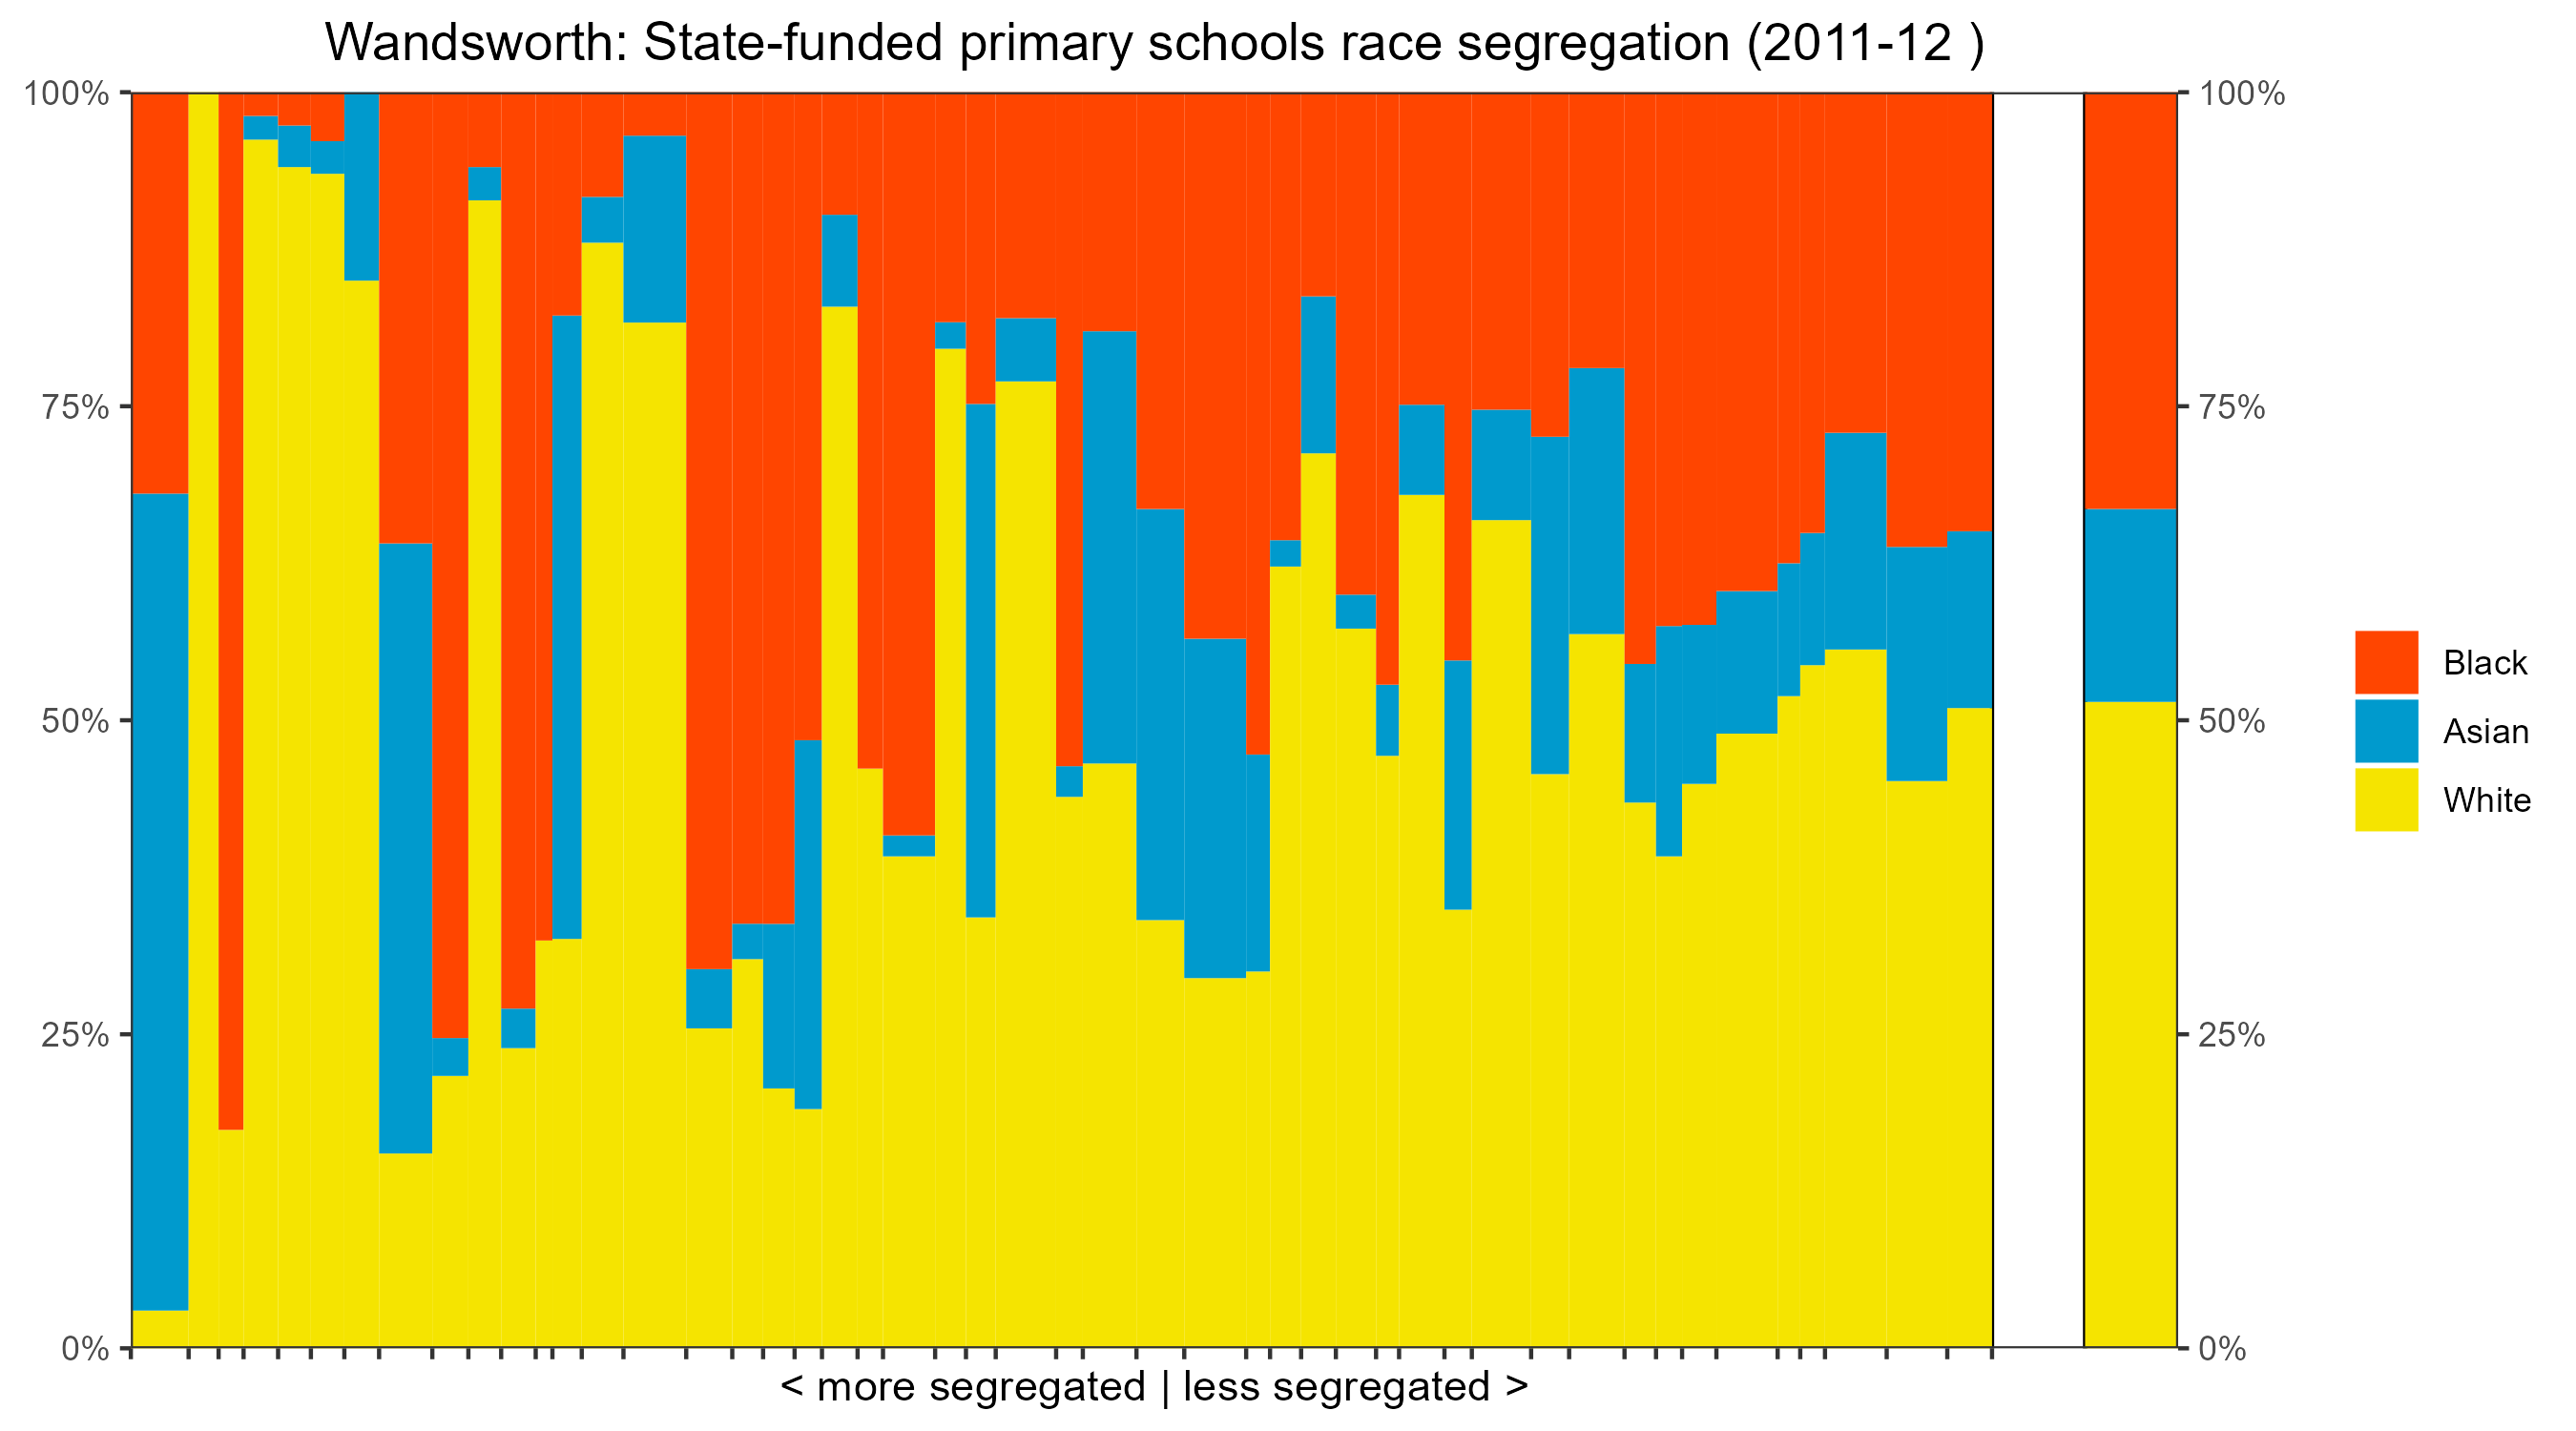 Wandsworth: State-funded primary schools race segregation (2011-12 )
100%
75%
50%
25%
0%
100%
75%
50%
25%
0%
Black
Asian
White
< more segregated | less segregated >